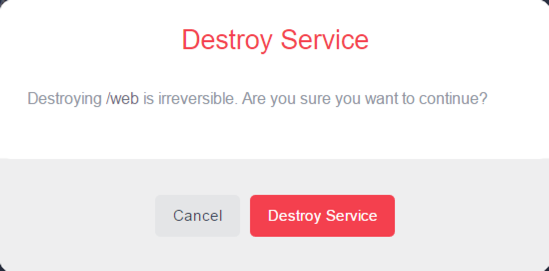 Destroy Service
Destroying /web is irreversible. Are you sure you want to continue?
Cancel
Destroy Service